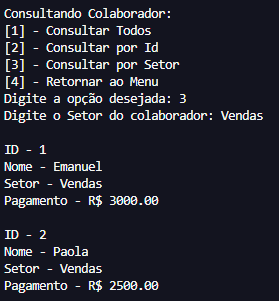 Consultando Colaborador:
[1] - Consultar Todos
[2] - Consultar por Id
[3] - Consultar por Setor
[4] - Retornar ao Menu
Digite a opção desejada: 3
Digite o Setor do colaborador: Vendas
ID - 1
Nome - Emanuel
Setor - Vendas
Pagamento - R$ 3000.00
ID - 2
Nome - Paola
Setor - Vendas
Pagamento - R$ 2500.00